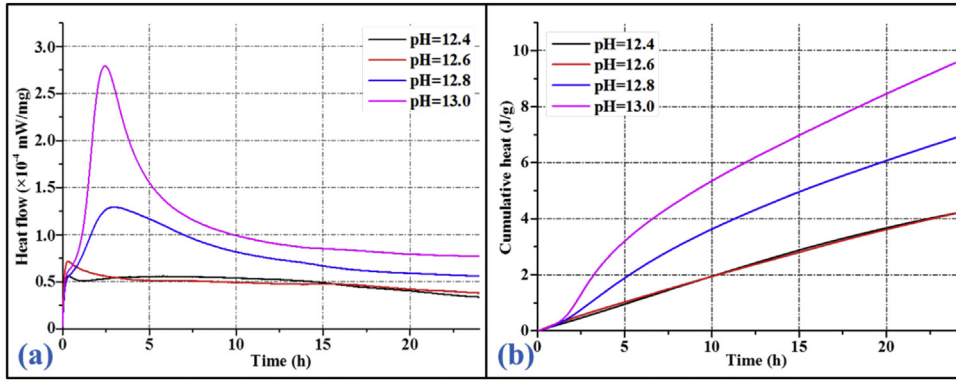 3.0
2.5
2.0
1.5
1.0
0.5
0
Heat flow (×10⁻⁴ mW/mg)
pH=12.4
pH=12.6
pH=12.8
pH=13.0
0 5 10 15 20
Time (h)
(a)
10
8
6
4
2
0
Cumulative heat (J/g)
pH=12.4
pH=12.6
pH=12.8
pH=13.0
0 5 10 15 20
Time (h)
(b)